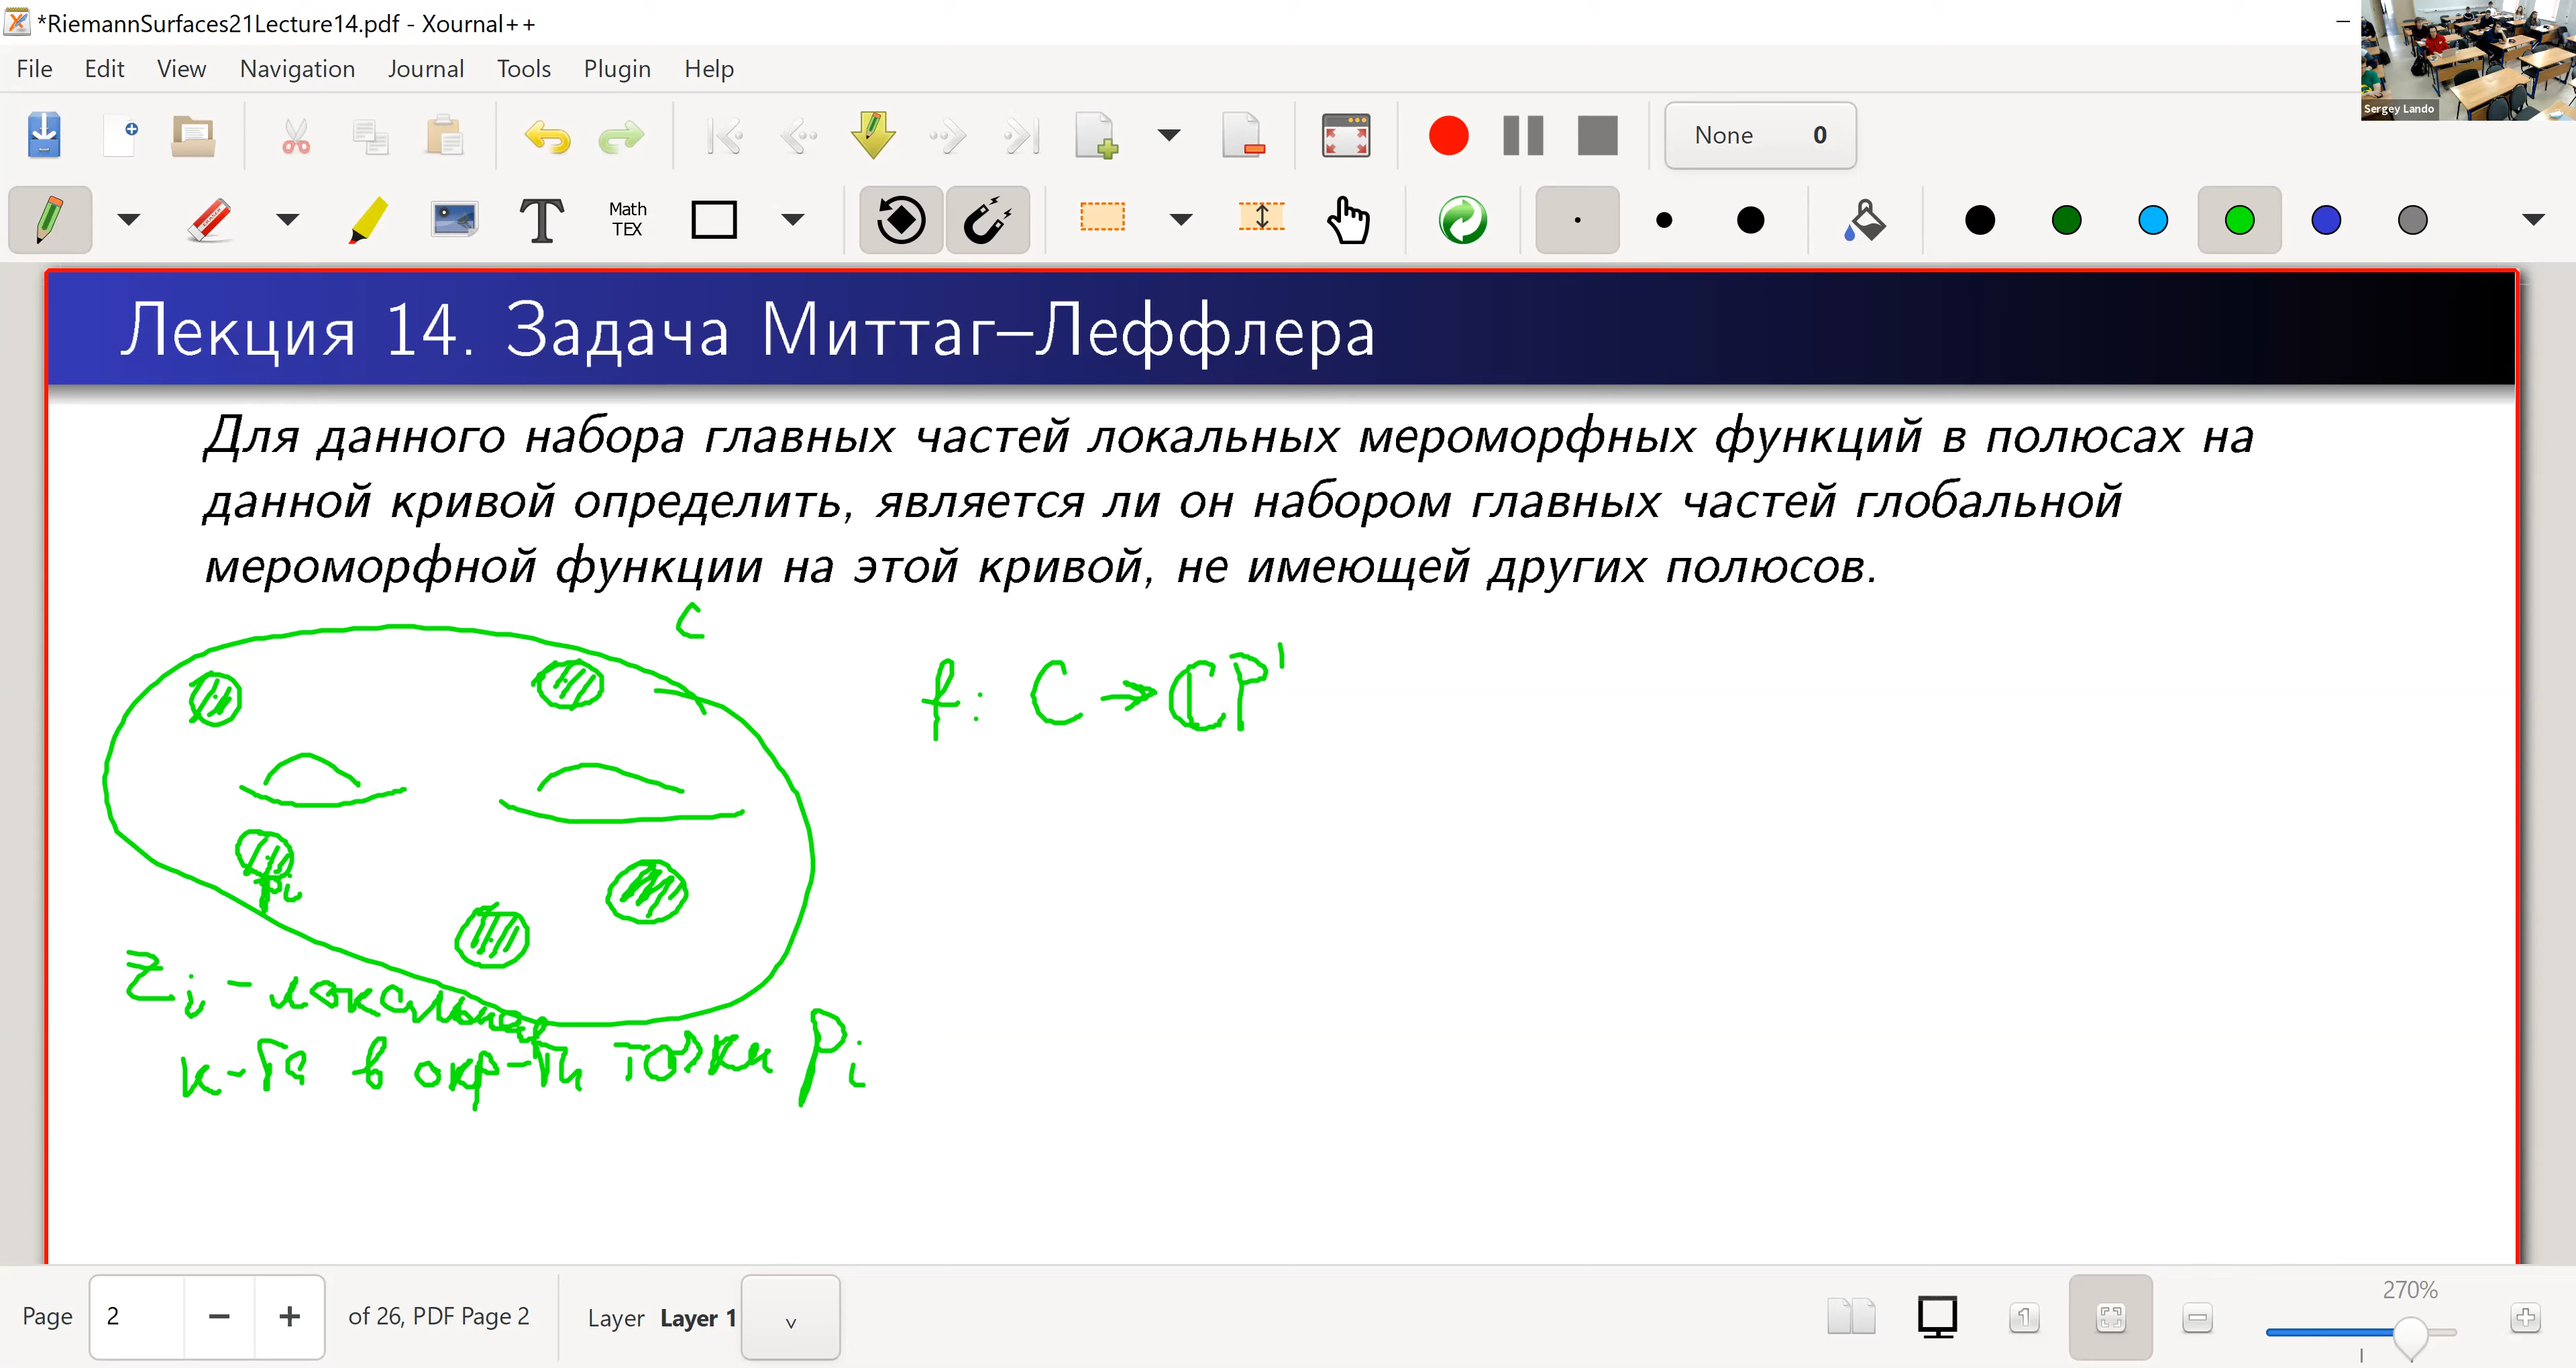 *RiemannSurfaces21Lecture14.pdf - Xournal++
File Edit View Navigation Journal Tools Plugin Help
None 0
Sergey Lando
Math
TEX
Лекция 14. Задача Миттаг–Леффлера
Для данного набора главных частей локальных мероморфных функций в полюсах на
данной кривой определить, является ли он набором главных частей глобальной
мероморфной функции на этой кривой, не имеющей других полюсов.
C
f: C → ℂP¹
Pi
Zi - локальная
к-та в окр-ти точки Pi
Page 2 of 26, PDF Page 2 Layer Layer 1 270%
1